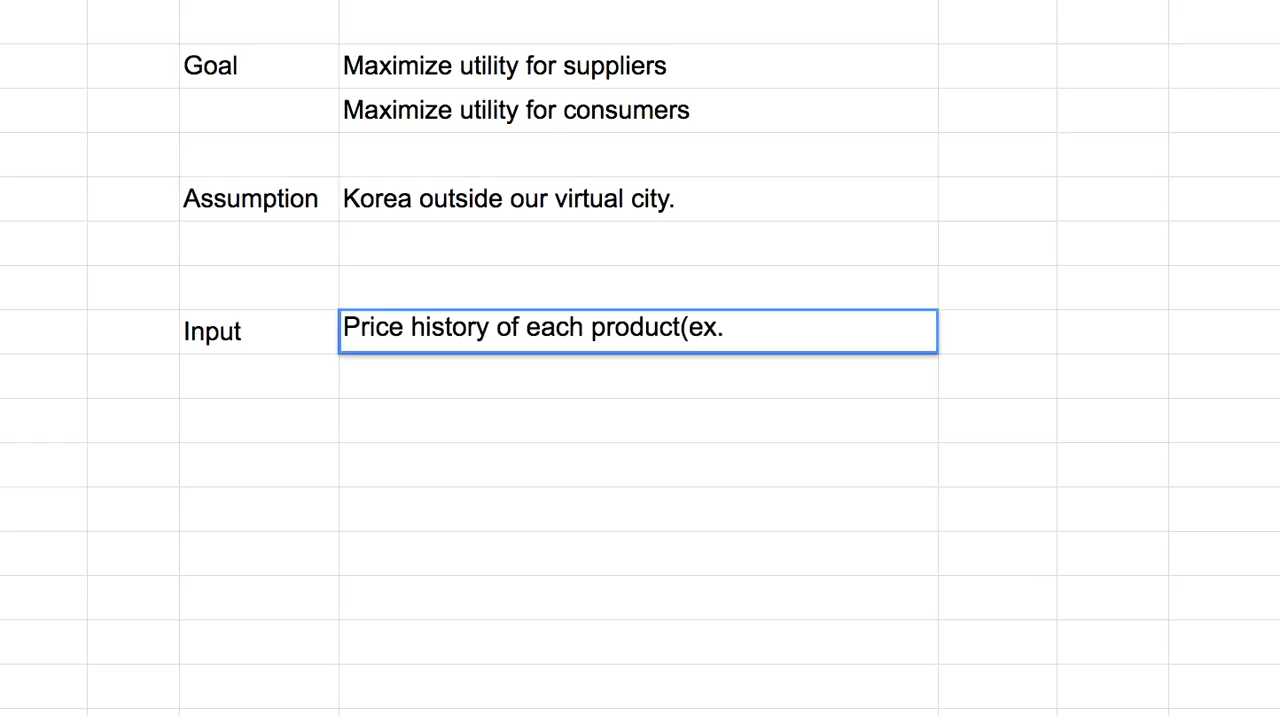 Goal Maximize utility for suppliers
Maximize utility for consumers
Assumption Korea outside our virtual city.
Input Price history of each product(ex.